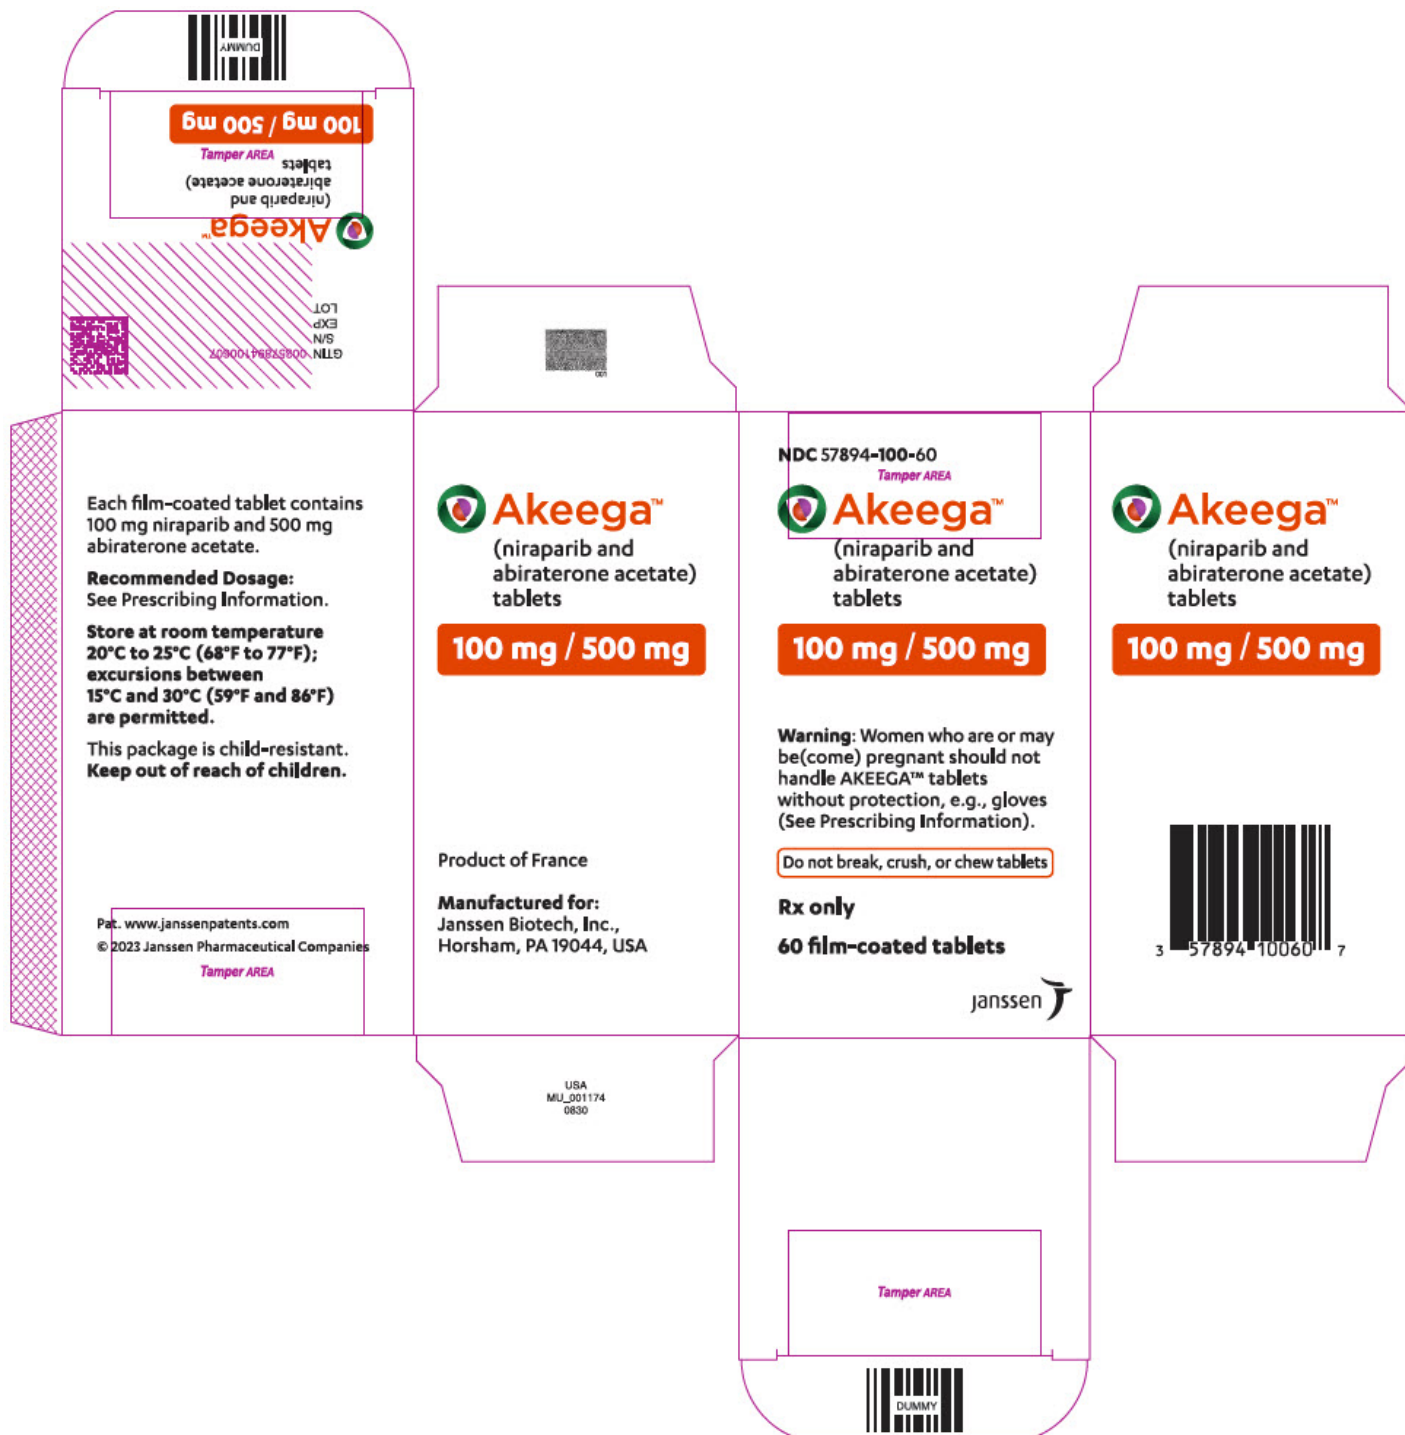 DUMMY
100 mg / 500 mg
Tamper AREA
tablets
abiraterone acetate)
(niraparib and
Akeega™
LOT
EXP
S/N
GTIN 00357894100607
Each film-coated tablet contains
100 mg niraparib and 500 mg
abiraterone acetate.
Recommended Dosage:
See Prescribing Information.
Store at room temperature
20°C to 25°C (68°F to 77°F);
excursions between
15°C and 30°C (59°F and 86°F)
are permitted.
This package is child-resistant.
Keep out of reach of children.
Pat. www.janssenpatents.com
© 2023 Janssen Pharmaceutical Companies
Tamper AREA
Akeega™
(niraparib and
abiraterone acetate)
tablets
100 mg / 500 mg
Product of France
Manufactured for:
Janssen Biotech, Inc.,
Horsham, PA 19044, USA
USA
MU_001174
0830
NDC 57894-100-60
Tamper AREA
Akeega™
(niraparib and
abiraterone acetate)
tablets
100 mg / 500 mg
Warning: Women who are or may
be(come) pregnant should not
handle AKEEGA™ tablets
without protection, e.g., gloves
(See Prescribing Information).
Do not break, crush, or chew tablets
Rx only
60 film-coated tablets
janssen
Tamper AREA
DUMMY
Akeega™
(niraparib and
abiraterone acetate)
tablets
100 mg / 500 mg
3 57894 10060 7